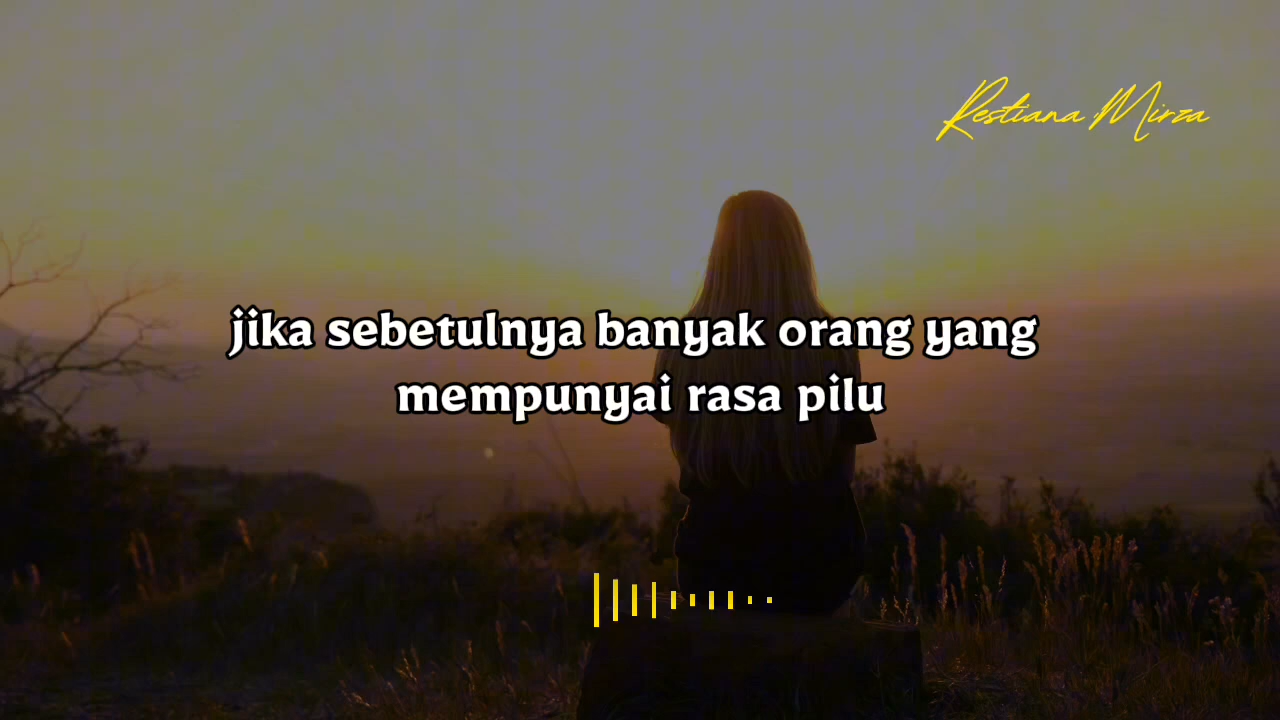 Restiana Mirza
jika sebetulnya banyak orang yang
mempunyai rasa pilu